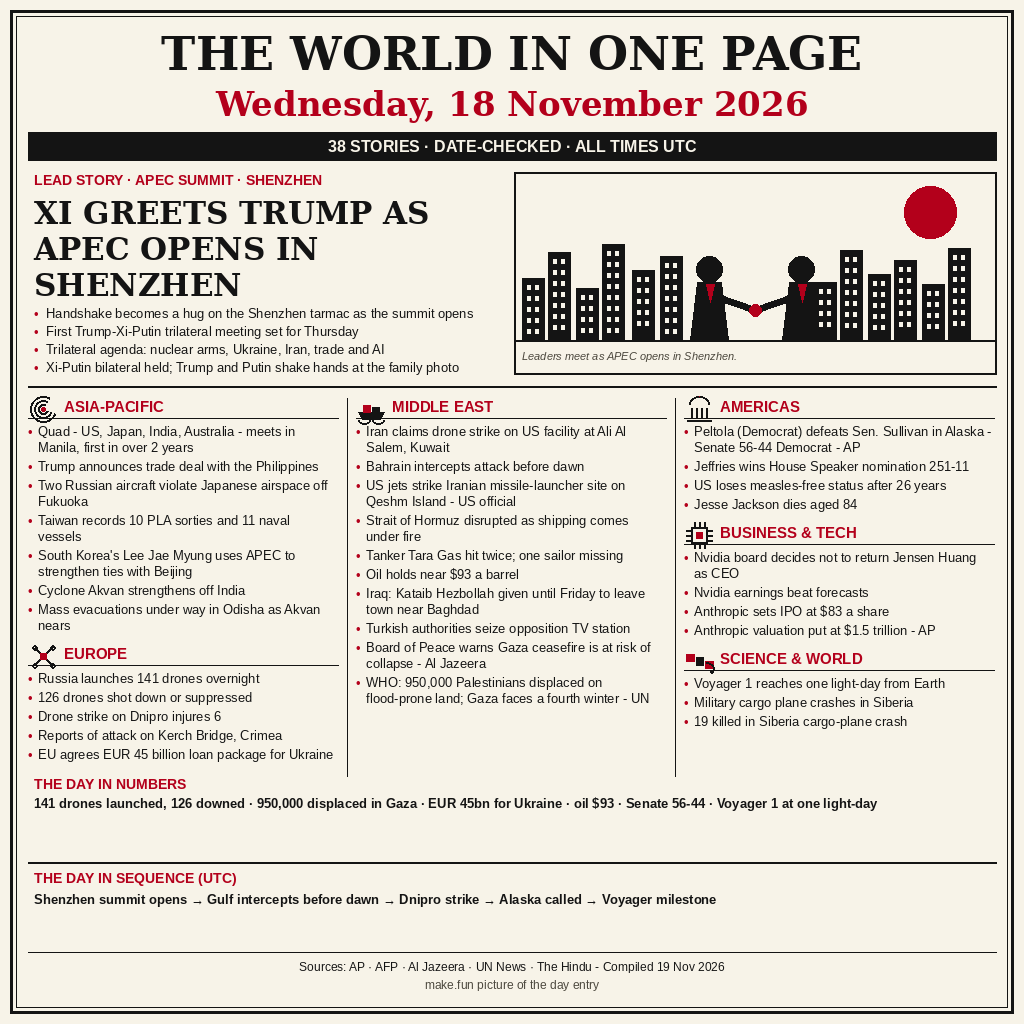 THE WORLD IN ONE PAGE
Wednesday, 18 November 2026
38 STORIES · DATE-CHECKED · ALL TIMES UTC
LEAD STORY · APEC SUMMIT · SHENZHEN
XI GREETS TRUMP AS
APEC OPENS IN
SHENZHEN
• Handshake becomes a hug on the Shenzhen tarmac as the summit opens
• First Trump-Xi-Putin trilateral meeting set for Thursday
• Trilateral agenda: nuclear arms, Ukraine, Iran, trade and AI
• Xi-Putin bilateral held; Trump and Putin shake hands at the family photo
Leaders meet as APEC opens in Shenzhen.
ASIA-PACIFIC
• Quad - US, Japan, India, Australia - meets in
Manila, first in over 2 years
• Trump announces trade deal with the Philippines
• Two Russian aircraft violate Japanese airspace off
Fukuoka
• Taiwan records 10 PLA sorties and 11 naval
vessels
• South Korea's Lee Jae Myung uses APEC to
strengthen ties with Beijing
• Cyclone Akvan strengthens off India
• Mass evacuations under way in Odisha as Akvan
nears
EUROPE
• Russia launches 141 drones overnight
• 126 drones shot down or suppressed
• Drone strike on Dnipro injures 6
• Reports of attack on Kerch Bridge, Crimea
• EU agrees EUR 45 billion loan package for Ukraine
MIDDLE EAST
• Iran claims drone strike on US facility at Ali Al
Salem, Kuwait
• Bahrain intercepts attack before dawn
• US jets strike Iranian missile-launcher site on
Qeshm Island - US official
• Strait of Hormuz disrupted as shipping comes
under fire
• Tanker Tara Gas hit twice; one sailor missing
• Oil holds near $93 a barrel
• Iraq: Kataib Hezbollah given until Friday to leave
town near Baghdad
• Turkish authorities seize opposition TV station
• Board of Peace warns Gaza ceasefire is at risk of
collapse - Al Jazeera
• WHO: 950,000 Palestinians displaced on
flood-prone land; Gaza faces a fourth winter - UN
AMERICAS
• Peltola (Democrat) defeats Sen. Sullivan in Alaska -
Senate 56-44 Democrat - AP
• Jeffries wins House Speaker nomination 251-11
• US loses measles-free status after 26 years
• Jesse Jackson dies aged 84
BUSINESS & TECH
• Nvidia board decides not to return Jensen Huang
as CEO
• Nvidia earnings beat forecasts
• Anthropic sets IPO at $83 a share
• Anthropic valuation put at $1.5 trillion - AP
SCIENCE & WORLD
• Voyager 1 reaches one light-day from Earth
• Military cargo plane crashes in Siberia
• 19 killed in Siberia cargo-plane crash
THE DAY IN NUMBERS
141 drones launched, 126 downed · 950,000 displaced in Gaza · EUR 45bn for Ukraine · oil $93 · Senate 56-44 · Voyager 1 at one light-day
THE DAY IN SEQUENCE (UTC)
Shenzhen summit opens → Gulf intercepts before dawn → Dnipro strike → Alaska called → Voyager milestone
Sources: AP · AFP · Al Jazeera · UN News · The Hindu - Compiled 19 Nov 2026
make.fun picture of the day entry